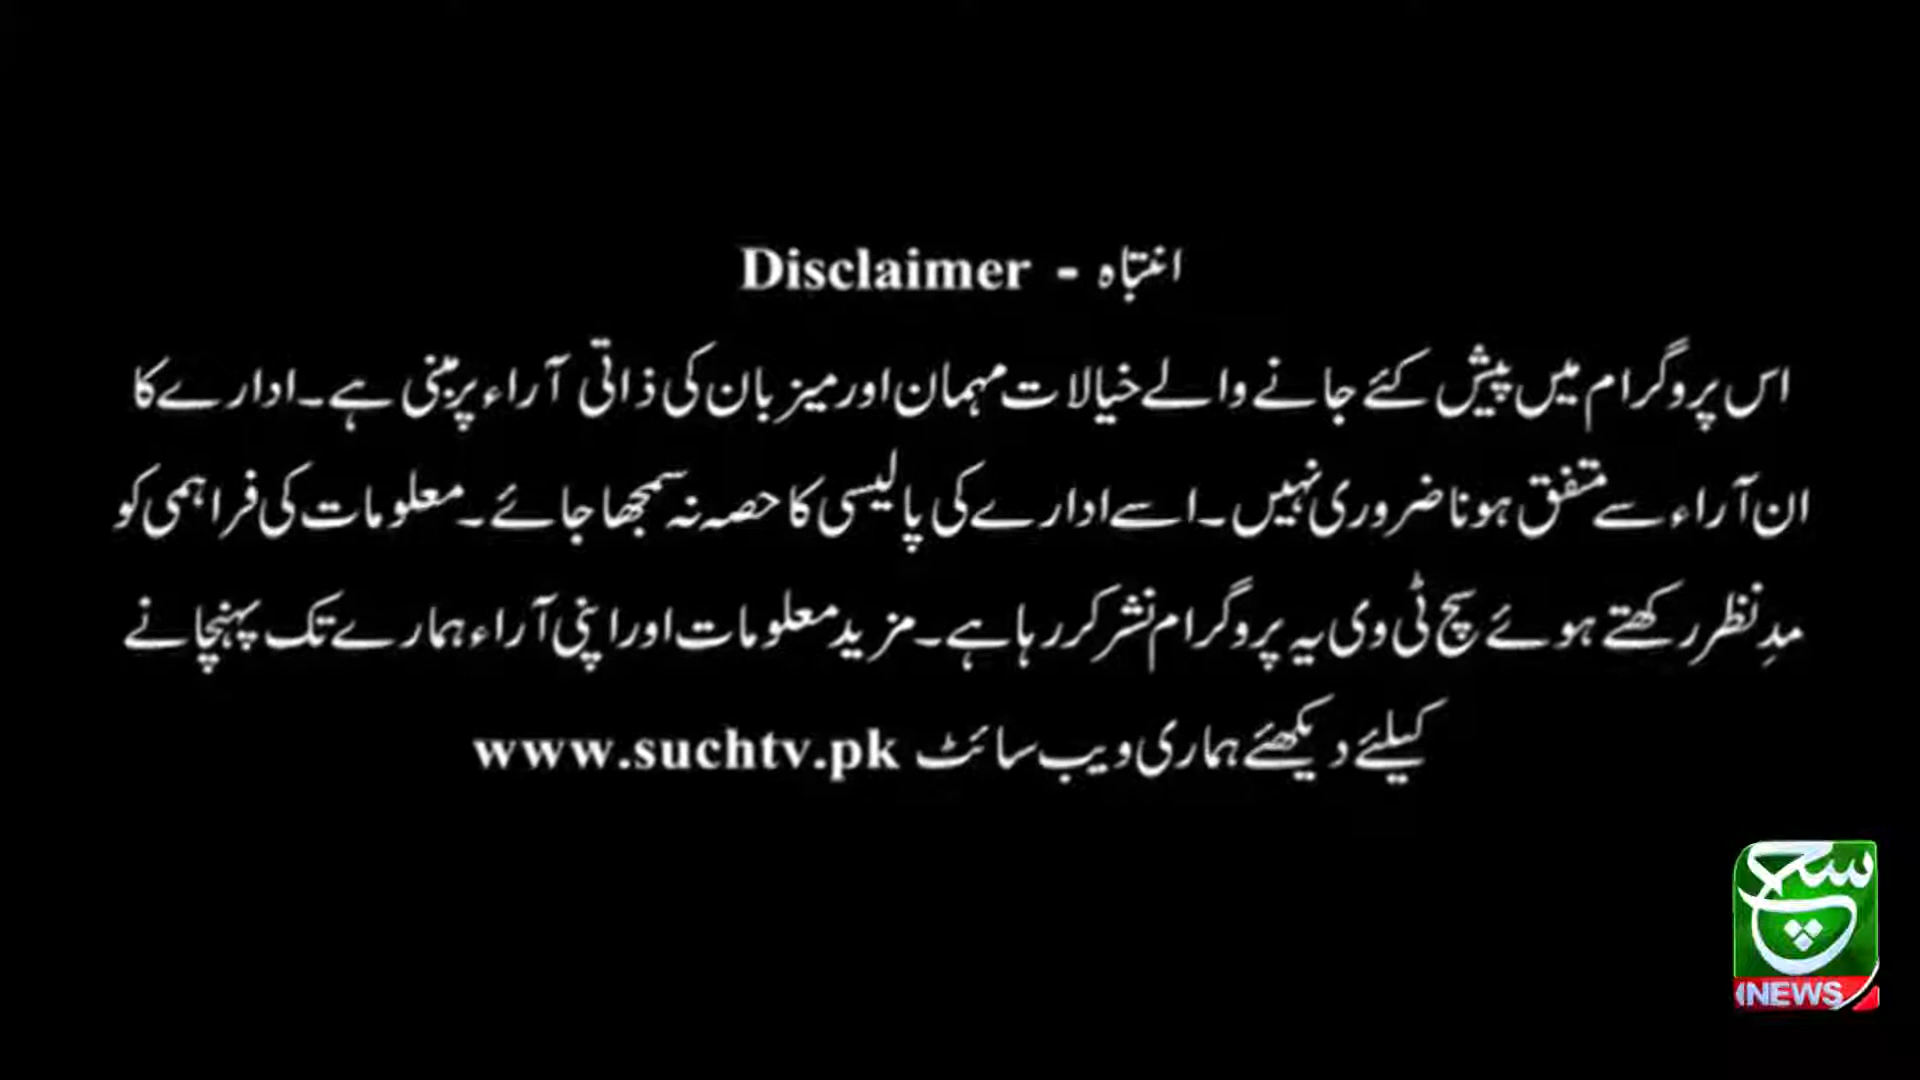 انتباہ - Disclaimer
اس پروگرام میں پیش کئے جانے والے خیالات مہمان اور میزبان کی ذاتی آراء پر مبنی ہے۔ ادارے کا
ان آراء سے متفق ہونا ضروری نہیں۔ اسے ادارے کی پالیسی کا حصہ نہ سمجھا جائے۔ معلومات کی فراہمی کو
مدِ نظر رکھتے ہوئے سچ ٹی وی یہ پروگرام نشر کر رہا ہے۔ مزید معلومات اور اپنی آراء ہمارے تک پہنچانے
کیلئے دیکھئے ہماری ویب سائٹ www.suchtv.pk
سچ
NEWS